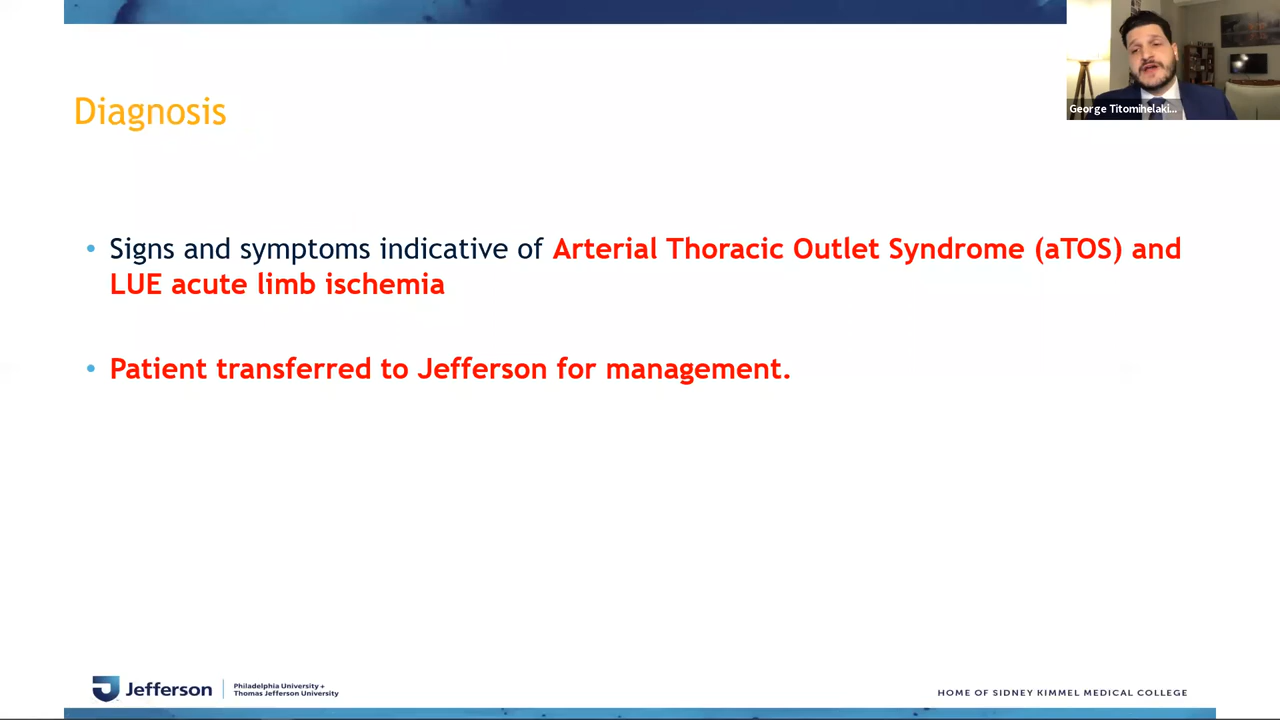 George Titomihelaki...
Diagnosis
• Signs and symptoms indicative of Arterial Thoracic Outlet Syndrome (aTOS) and
LUE acute limb ischemia
• Patient transferred to Jefferson for management.
Jefferson
Philadelphia University +
Thomas Jefferson University
HOME OF SIDNEY KIMMEL MEDICAL COLLEGE